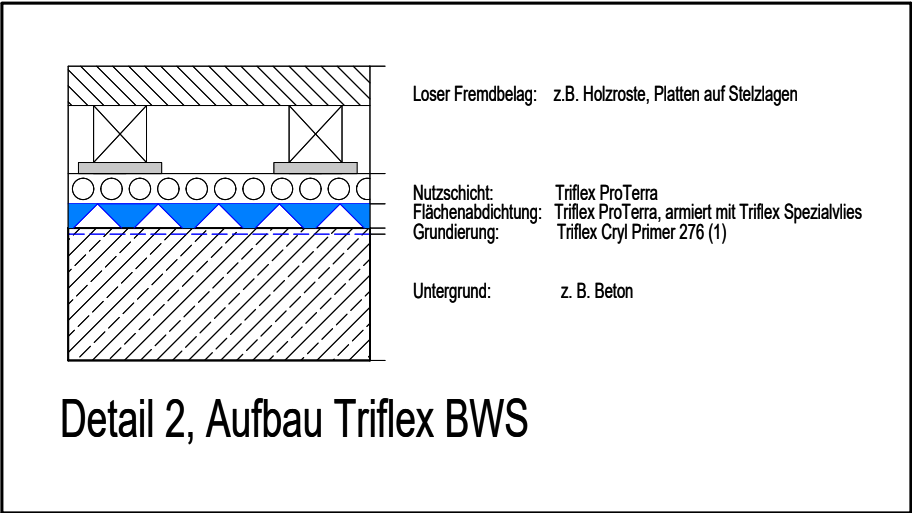 Loser Fremdbelag: z.B. Holzroste, Platten auf Stelzlagen
Nutzschicht: Triflex ProTerra
Flächenabdichtung: Triflex ProTerra, armiert mit Triflex Spezialvlies
Grundierung: Triflex Cryl Primer 276 (1)
Untergrund: z. B. Beton
Detail 2, Aufbau Triflex BWS